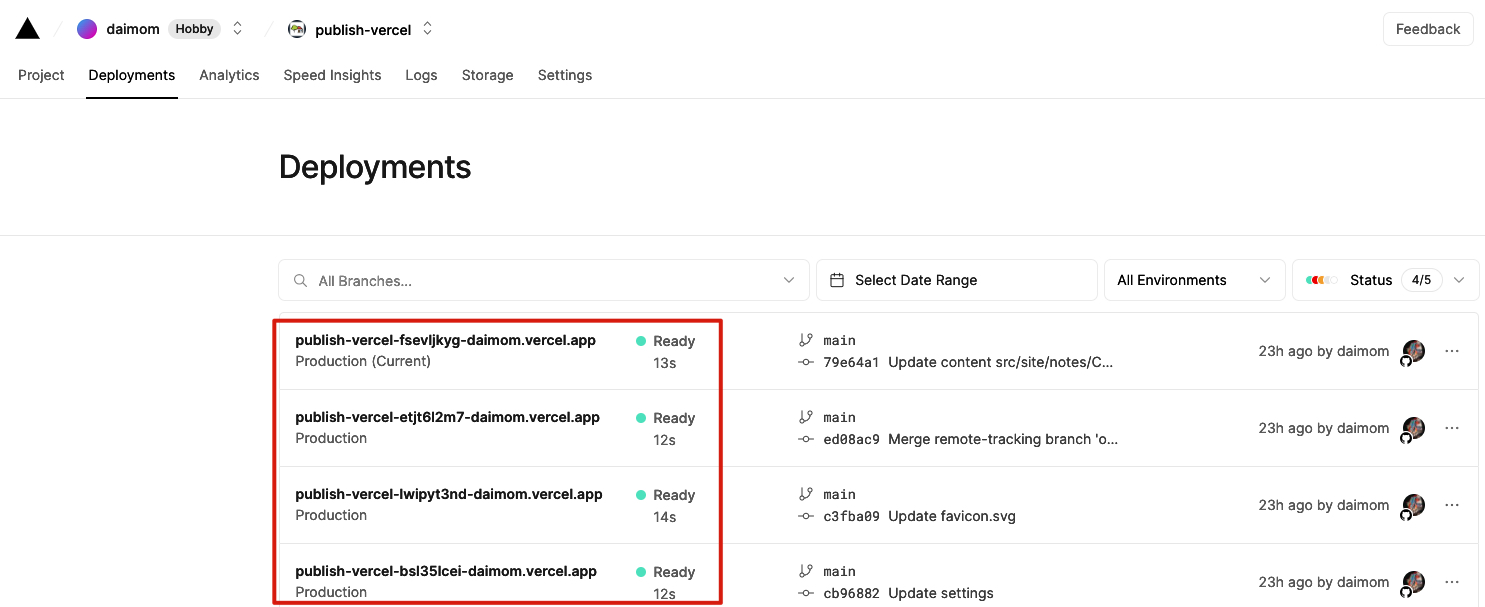 daimom Hobby publish-vercel Feedback
Project Deployments Analytics Speed Insights Logs Storage Settings
Deployments
All Branches... Select Date Range All Environments Status 4/5
publish-vercel-fsevljkyg-daimom.vercel.app Ready main
Production (Current) 13s 79e64a1 Update content src/site/notes/C... 23h ago by daimom
publish-vercel-etjt6l2m7-daimom.vercel.app Ready main
Production 12s ed08ac9 Merge remote-tracking branch 'o... 23h ago by daimom
publish-vercel-lwipyt3nd-daimom.vercel.app Ready main
Production 14s c3fba09 Update favicon.svg 23h ago by daimom
publish-vercel-bsl35lcei-daimom.vercel.app Ready main
Production 12s cb96882 Update settings 23h ago by daimom